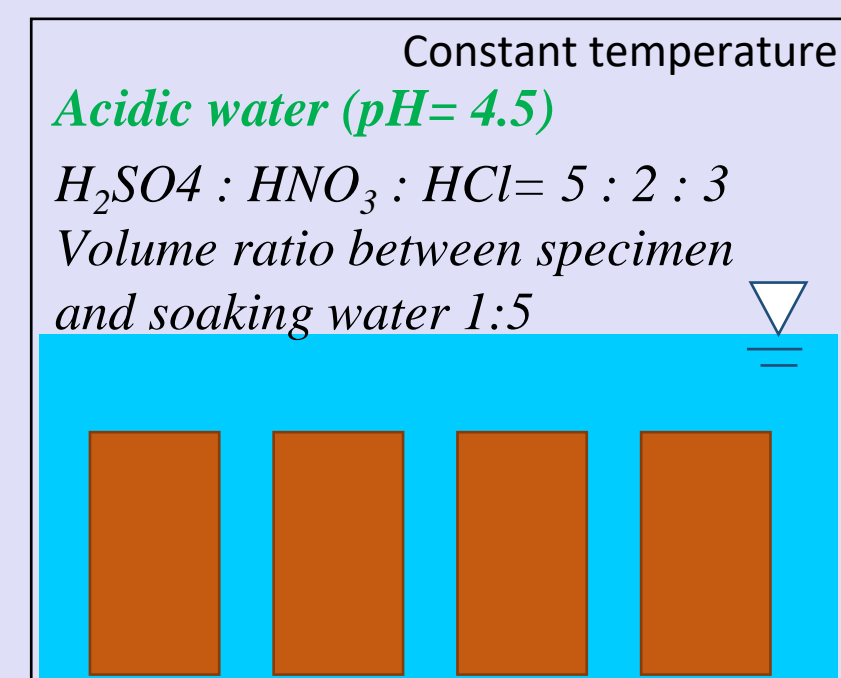 Constant temperature
Acidic water (pH= 4.5)
H₂SO4 : HNO₃ : HCl= 5 : 2 : 3
Volume ratio between specimen
and soaking water 1:5